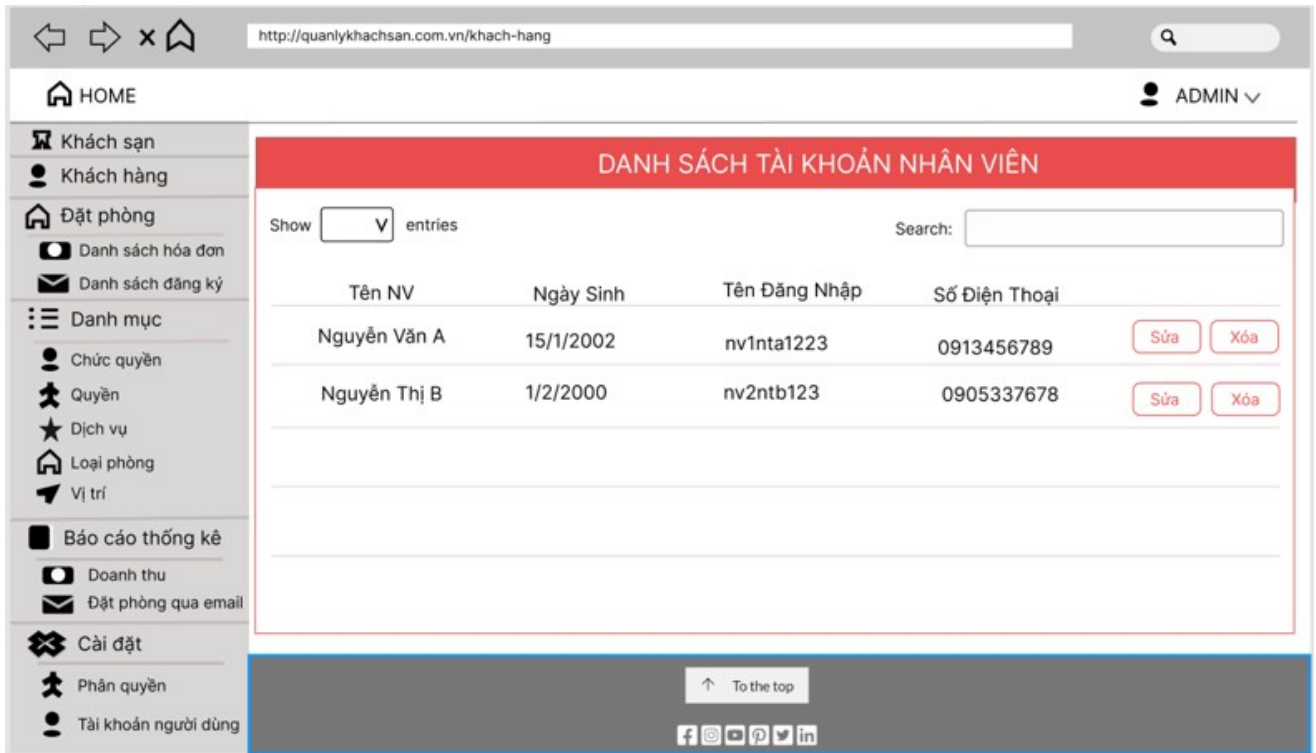 http://quanlykhachsan.com.vn/khach-hang
HOME
ADMIN
Khách sạn
Khách hàng
Đặt phòng
Danh sách hóa đơn
Danh sách đăng ký
Danh mục
Chức quyền
Quyền
Dịch vụ
Loại phòng
Vị trí
Báo cáo thống kê
Doanh thu
Đặt phòng qua email
Cài đặt
Phân quyền
Tài khoản người dùng
DANH SÁCH TÀI KHOẢN NHÂN VIÊN
Show V entries Search:
Tên NV Ngày Sinh Tên Đăng Nhập Số Điện Thoại
Nguyễn Văn A 15/1/2002 nv1nta1223 0913456789 Sửa Xóa
Nguyễn Thị B 1/2/2000 nv2ntb123 0905337678 Sửa Xóa
To the top